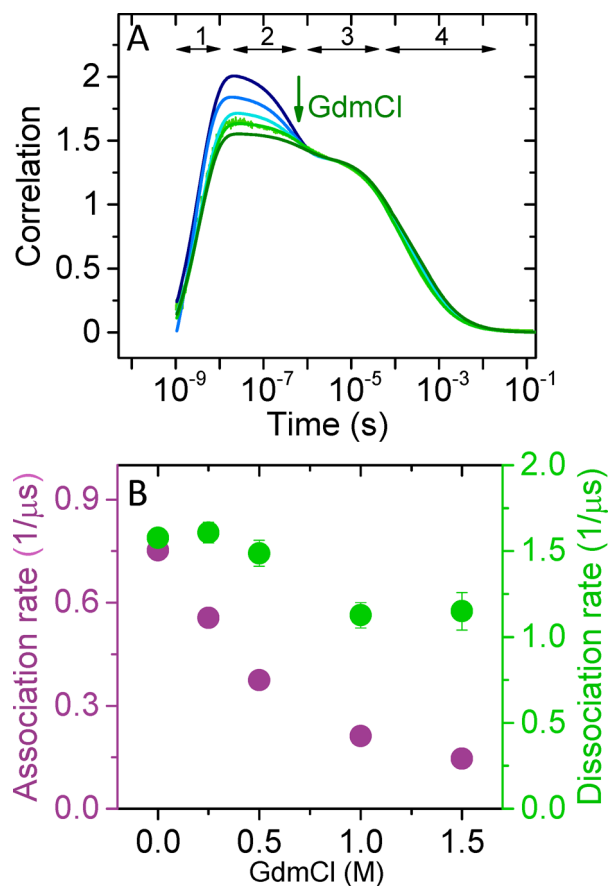 A
1 2 3 4
GdmCl
2
1.5
1
0.5
0
Correlation
10⁻⁹ 10⁻⁷ 10⁻⁵ 10⁻³ 10⁻¹
Time (s)
B
0.9
0.6
0.3
0.0
Association rate (1/μs)
2.0
1.5
1.0
0.5
0.0
Dissociation rate (1/μs)
0.0 0.5 1.0 1.5
GdmCl (M)